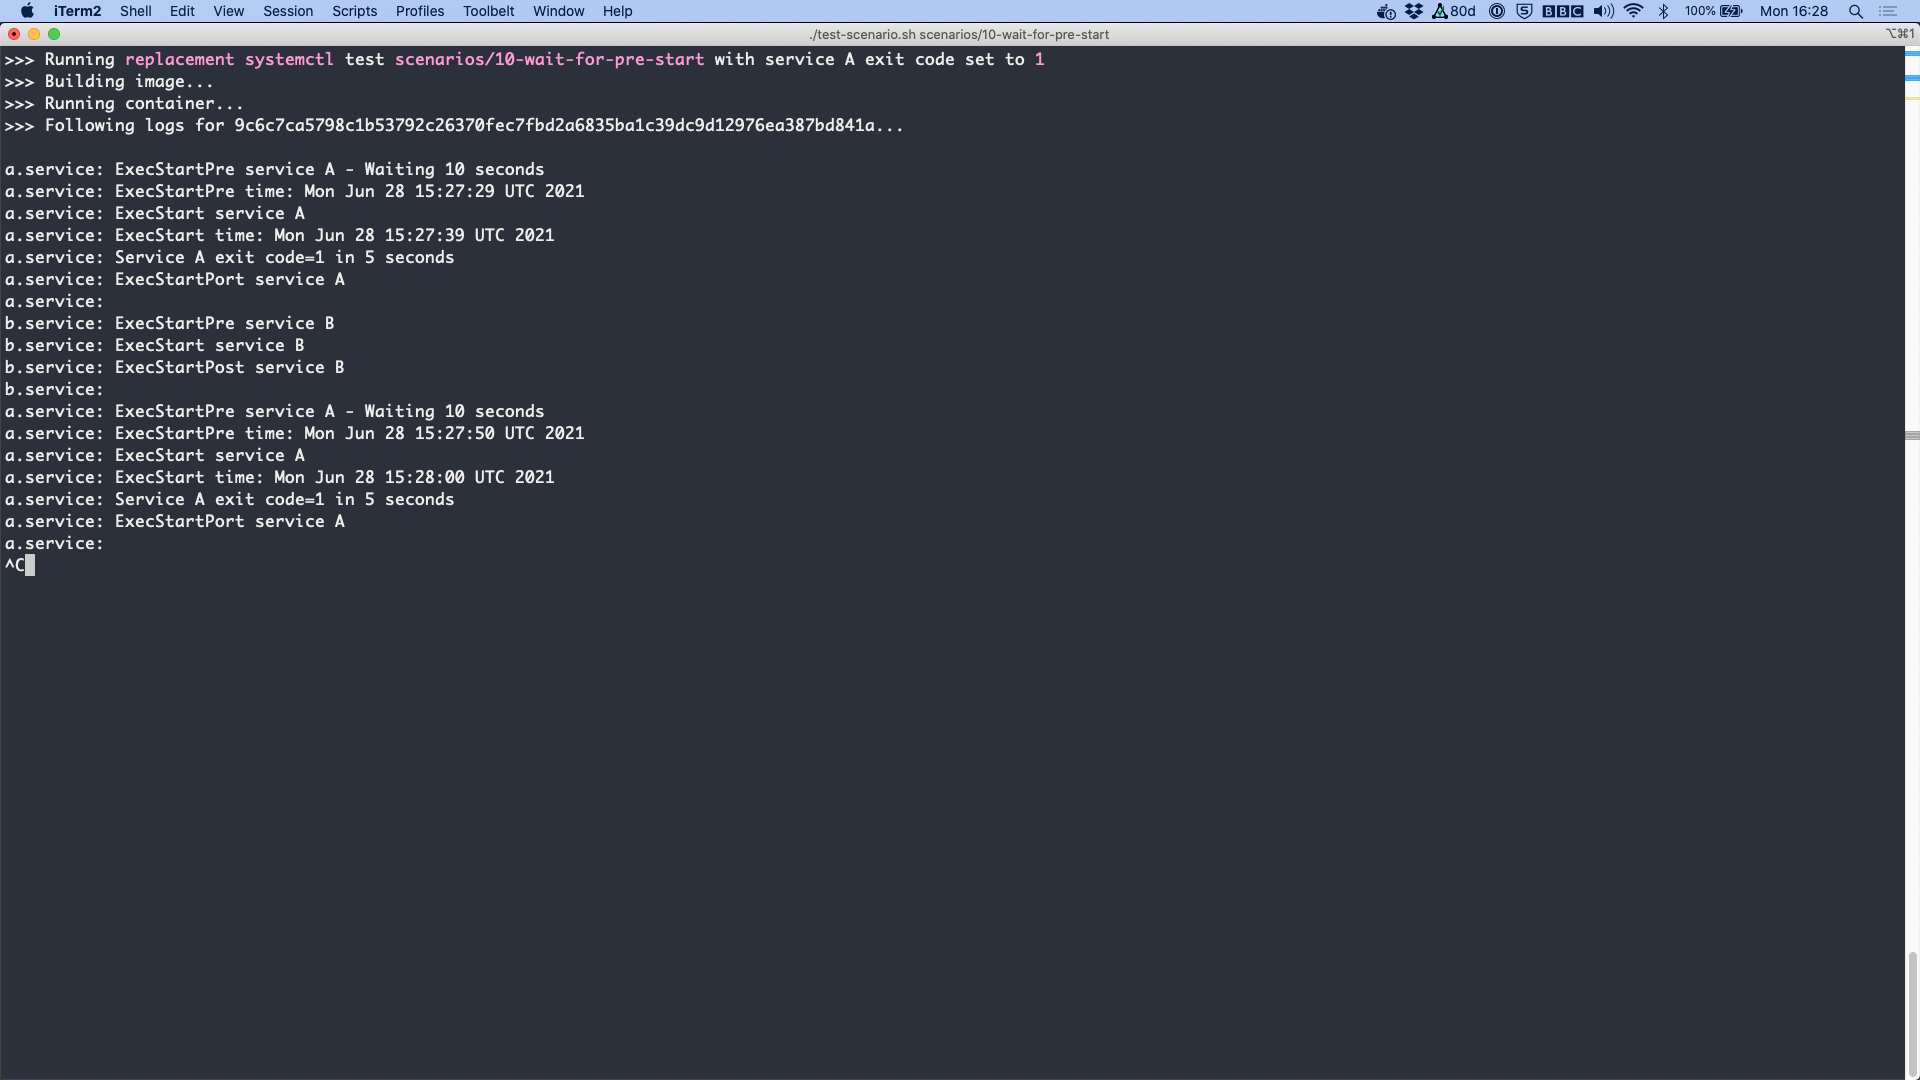 iTerm2 Shell Edit View Session Scripts Profiles Toolbelt Window Help 80d BBC 100% Mon 16:28
./test-scenario.sh scenarios/10-wait-for-pre-start ⌥⌘1
>>> Running replacement systemctl test scenarios/10-wait-for-pre-start with service A exit code set to 1
>>> Building image...
>>> Running container...
>>> Following logs for 9c6c7ca5798c1b53792c26370fec7fbd2a6835ba1c39dc9d12976ea387bd841a...
a.service: ExecStartPre service A - Waiting 10 seconds
a.service: ExecStartPre time: Mon Jun 28 15:27:29 UTC 2021
a.service: ExecStart service A
a.service: ExecStart time: Mon Jun 28 15:27:39 UTC 2021
a.service: Service A exit code=1 in 5 seconds
a.service: ExecStartPort service A
a.service:
b.service: ExecStartPre service B
b.service: ExecStart service B
b.service: ExecStartPost service B
b.service:
a.service: ExecStartPre service A - Waiting 10 seconds
a.service: ExecStartPre time: Mon Jun 28 15:27:50 UTC 2021
a.service: ExecStart service A
a.service: ExecStart time: Mon Jun 28 15:28:00 UTC 2021
a.service: Service A exit code=1 in 5 seconds
a.service: ExecStartPort service A
a.service:
^C